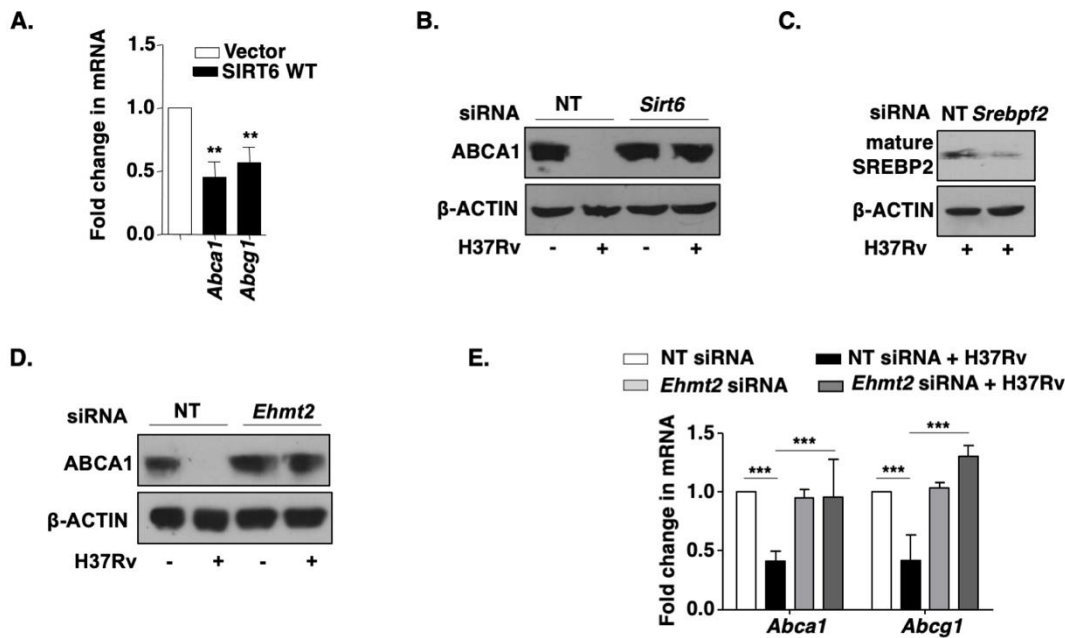 A.
Fold change in mRNA
1.5
1.0
0.5
0.0
Vector
SIRT6 WT
**
**
Abca1
Abcg1
B.
siRNA
NT
Sirt6
ABCA1
β-ACTIN
H37Rv
- + - +
C.
siRNA NT Srebpf2
mature
SREBP2
β-ACTIN
H37Rv + +
D.
siRNA
NT
Ehmt2
ABCA1
β-ACTIN
H37Rv - + - +
E.
NT siRNA
NT siRNA + H37Rv
Ehmt2 siRNA
Ehmt2 siRNA + H37Rv
Fold change in mRNA
1.5
1.0
0.5
0.0
***
***
***
***
Abca1
Abcg1